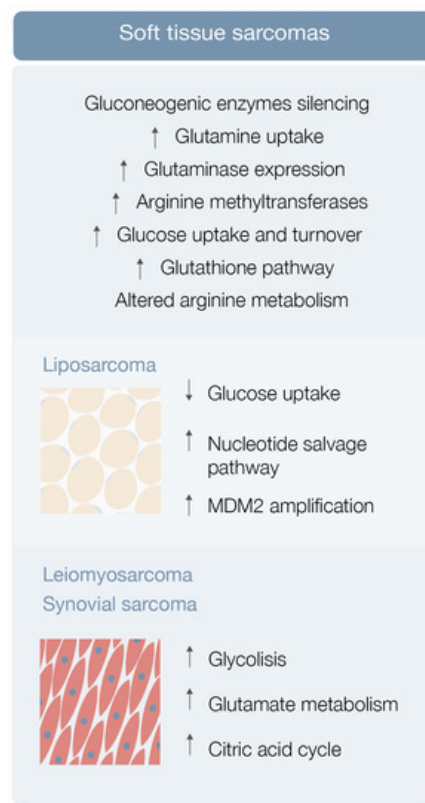 Soft tissue sarcomas
Gluconeogenic enzymes silencing
↑ Glutamine uptake
↑ Glutaminase expression
↑ Arginine methyltransferases
↑ Glucose uptake and turnover
↑ Glutathione pathway
Altered arginine metabolism
Liposarcoma
↓ Glucose uptake
↑ Nucleotide salvage
pathway
↑ MDM2 amplification
Leiomyosarcoma
Synovial sarcoma
↑ Glycolisis
↑ Glutamate metabolism
↑ Citric acid cycle